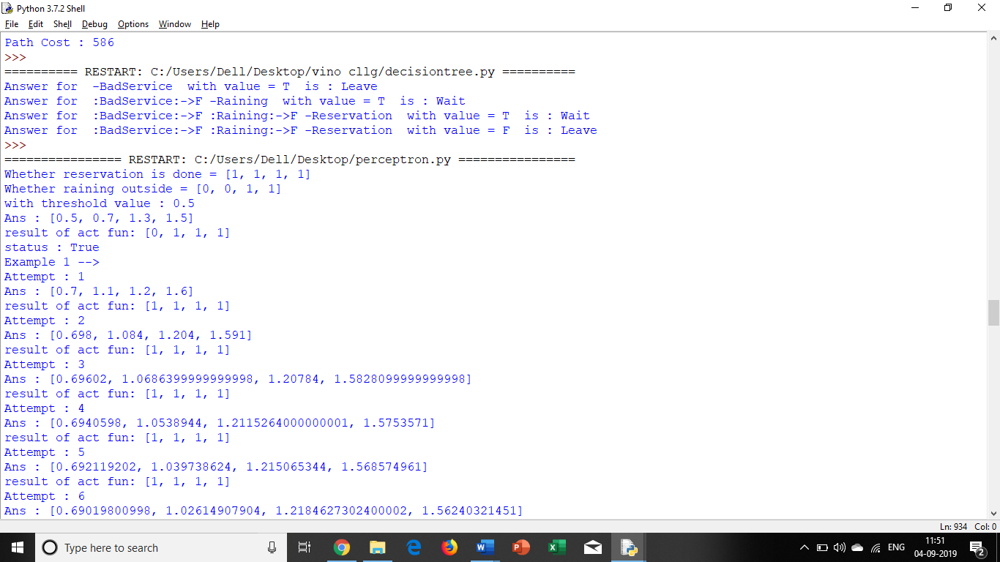 Python 3.7.2 Shell
File Edit Shell Debug Options Window Help
Path Cost : 586
>>>
========== RESTART: C:/Users/Dell/Desktop/vino cllg/decisiontree.py ==========
Answer for  -BadService  with value = T  is : Leave
Answer for  :BadService:->F -Raining  with value = T  is : Wait
Answer for  :BadService:->F :Raining:->F -Reservation  with value = T  is : Wait
Answer for  :BadService:->F :Raining:->F -Reservation  with value = F  is : Leave
>>>
================ RESTART: C:/Users/Dell/Desktop/perceptron.py ================
Whether reservation is done = [1, 1, 1, 1]
Whether raining outside = [0, 0, 1, 1]
with threshold value : 0.5
Ans : [0.5, 0.7, 1.3, 1.5]
result of act fun: [0, 1, 1, 1]
status : True
Example 1 -->
Attempt : 1
Ans : [0.7, 1.1, 1.2, 1.6]
result of act fun: [1, 1, 1, 1]
Attempt : 2
Ans : [0.698, 1.084, 1.204, 1.591]
result of act fun: [1, 1, 1, 1]
Attempt : 3
Ans : [0.69602, 1.0686399999999998, 1.20784, 1.5828099999999998]
result of act fun: [1, 1, 1, 1]
Attempt : 4
Ans : [0.6940598, 1.0538944, 1.2115264000000001, 1.5753571]
result of act fun: [1, 1, 1, 1]
Attempt : 5
Ans : [0.692119202, 1.039738624, 1.215065344, 1.568574961]
result of act fun: [1, 1, 1, 1]
Attempt : 6
Ans : [0.69019800998, 1.02614907904, 1.2184627302400002, 1.56240321451]
Ln: 934 Col: 0
Type here to search
ENG
11:51
04-09-2019
2